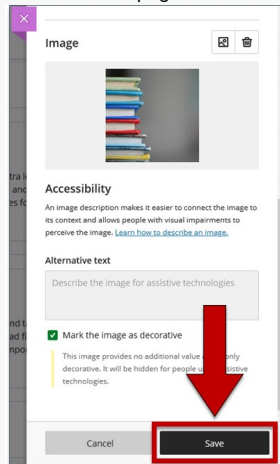 Image
Accessibility
An image description makes it easier to connect the image to
its context and allows people with visual impairments to
perceive the image. Learn how to describe an image.
Alternative text
Describe the image for assistive technologies
Mark the image as decorative
This image provides no additional value only
decorative. It will be hidden for people
technologies.
Cancel
Save